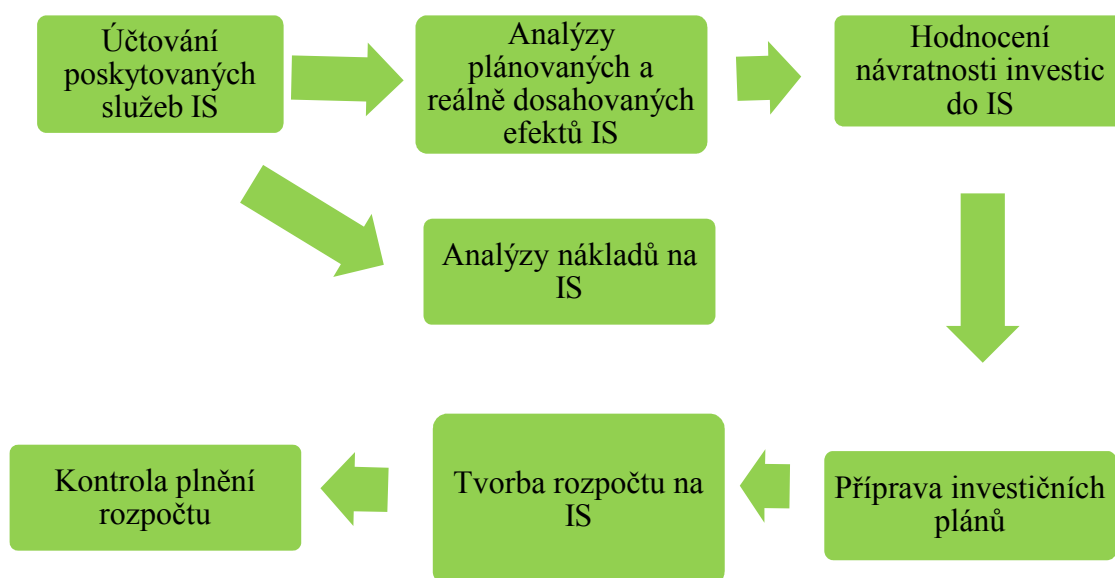 Účtování
poskytovaných
služeb IS
Analýzy
plánovaných a
reálně dosahovaných
efektů IS
Hodnocení
návratnosti investic
do IS
Analýzy nákladů na
IS
Kontrola plnění
rozpočtu
Tvorba rozpočtu na
IS
Příprava investičních
plánů